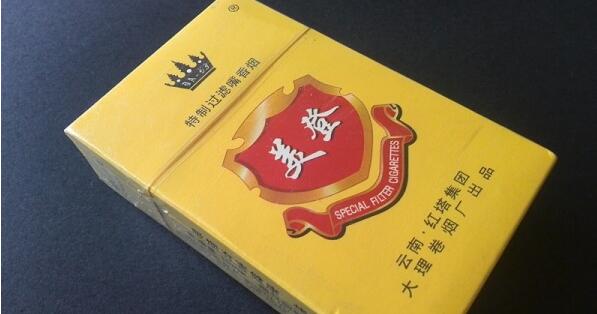 ®
特制过滤嘴香烟
美登
SPECIAL FILTER CIGARETTES
云南·红塔集团
大理卷烟厂出品